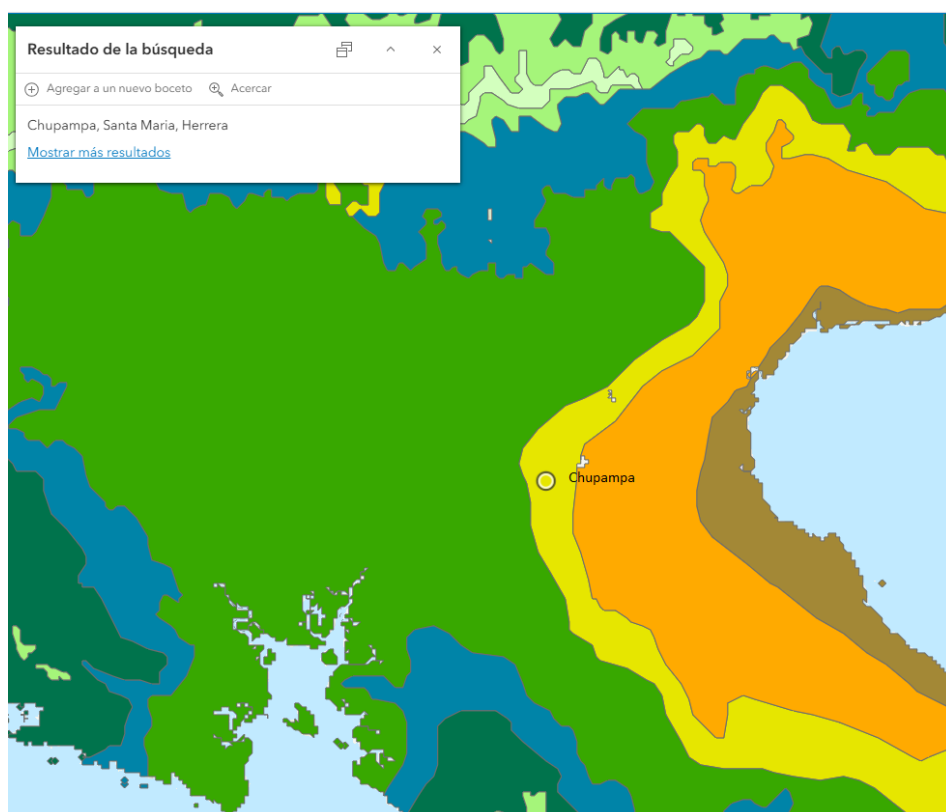 Resultado de la búsqueda
Agregar a un nuevo boceto Acercar
Chupampa, Santa Maria, Herrera
Mostrar más resultados
Chupampa